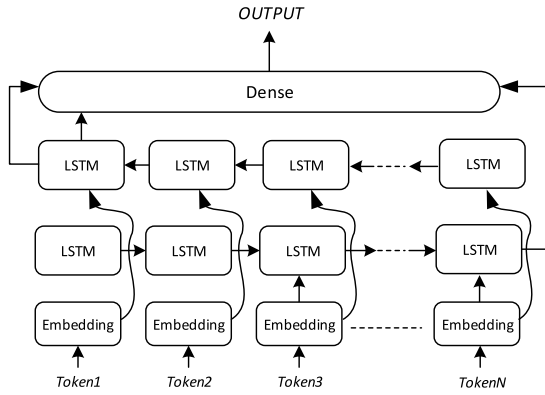 OUTPUT
Dense
LSTM LSTM LSTM LSTM
LSTM LSTM LSTM LSTM
Embedding Embedding Embedding Embedding
Token1 Token2 Token3 TokenN